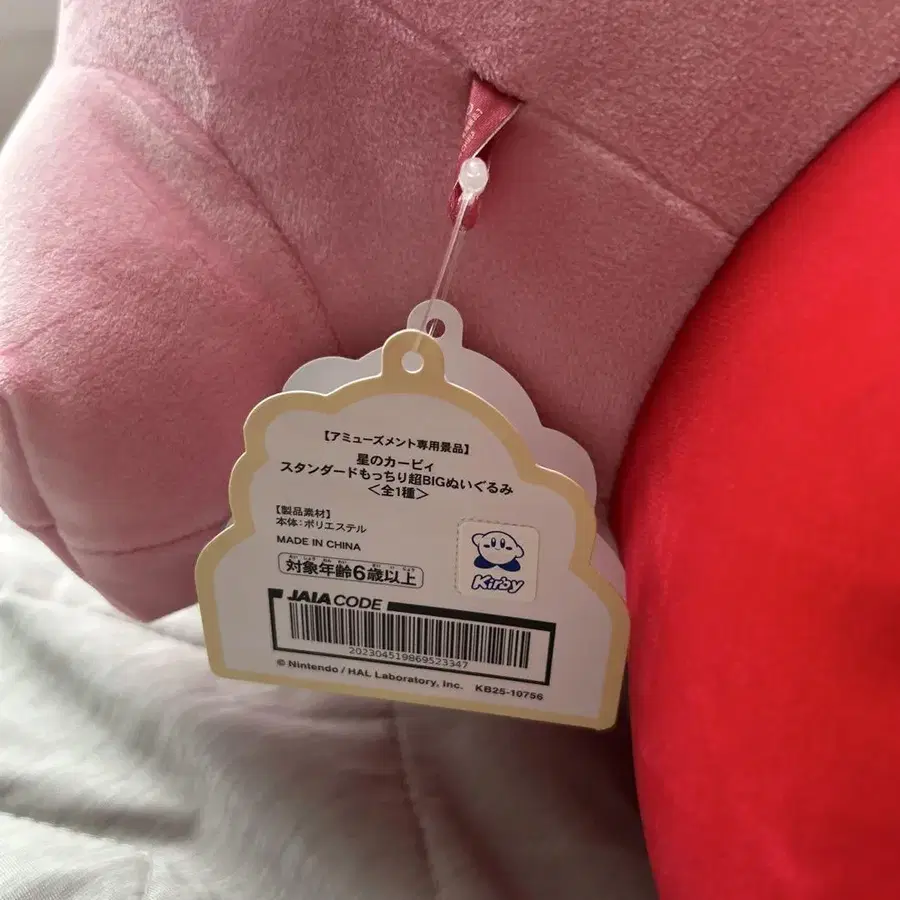 【アミューズメント専用景品】
星のカービィ
スタンダードもっちり超BIGぬいぐるみ
＜全1種＞
【製品素材】
本体：ポリエステル
MADE IN CHINA
対象年齢6歳以上
Kirby
JAIA CODE
202304519869523347
© Nintendo / HAL Laboratory, Inc. KB25-10756